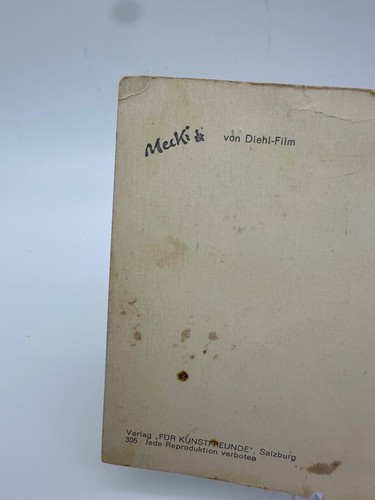 Mecki von Diehl-Film
Verlag „FÜR KUNSTFREUNDE", Salzburg
305 Jede Reproduktion verboten